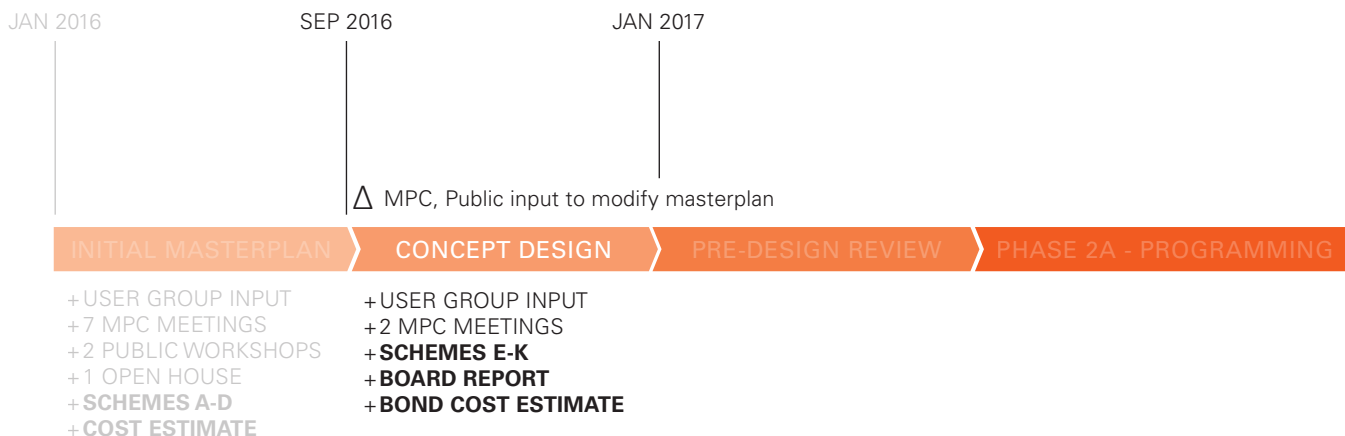 JAN 2016
SEP 2016
JAN 2017
Δ MPC, Public input to modify masterplan
INITIAL MASTERPLAN
CONCEPT DESIGN
PRE-DESIGN REVIEW
PHASE 2A - PROGRAMMING
+USER GROUP INPUT
+7 MPC MEETINGS
+2 PUBLIC WORKSHOPS
+1 OPEN HOUSE
+SCHEMES A-D
+COST ESTIMATE
+USER GROUP INPUT
+2 MPC MEETINGS
+SCHEMES E-K
+BOARD REPORT
+BOND COST ESTIMATE